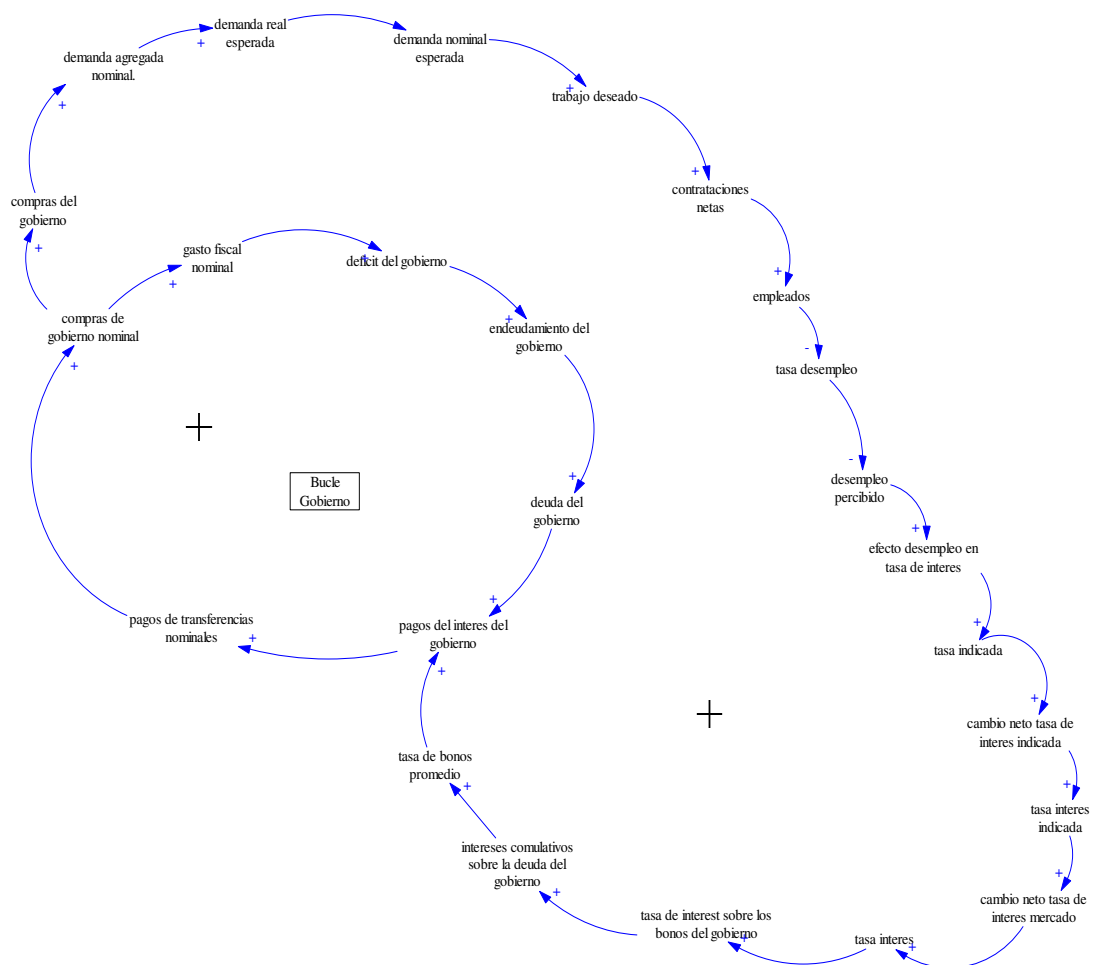 demanda real
esperada
demanda nominal
esperada
demanda agregada
nominal.
trabajo deseado
contrataciones
netas
compras del
gobierno
gasto fiscal
nominal
deficit del gobierno
empleados
compras de
gobierno nominal
endeudamiento del
gobierno
tasa desempleo
Bucle
Gobierno
desempleo
percibido
deuda del
gobierno
efecto desempleo en
tasa de interes
pagos de transferencias
nominales
pagos del interes del
gobierno
tasa indicada
cambio neto tasa de
interes indicada
tasa de bonos
promedio
tasa interes
indicada
intereses comulativos
sobre la deuda del
gobierno
cambio neto tasa de
interes mercado
tasa de interest sobre los
bonos del gobierno
tasa interes